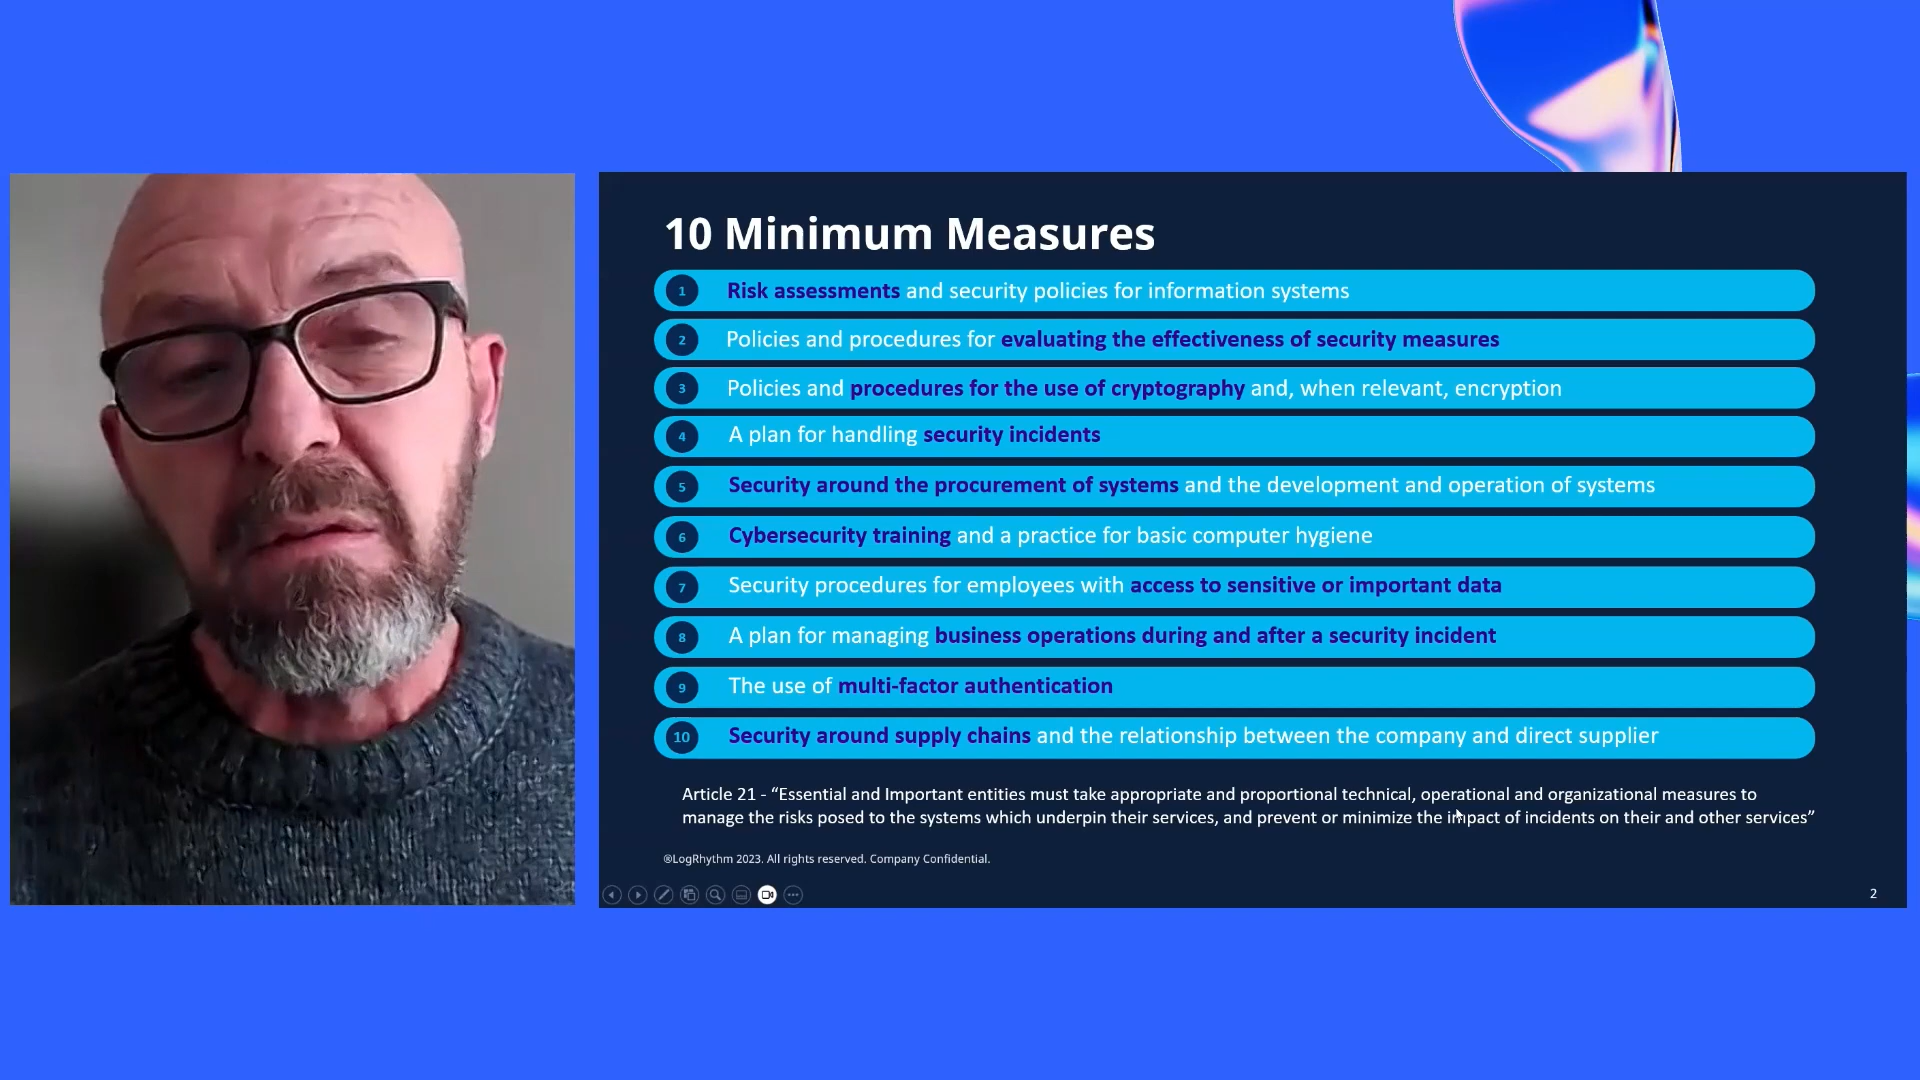 10 Minimum Measures
1 Risk assessments and security policies for information systems
2 Policies and procedures for evaluating the effectiveness of security measures
3 Policies and procedures for the use of cryptography and, when relevant, encryption
4 A plan for handling security incidents
5 Security around the procurement of systems and the development and operation of systems
6 Cybersecurity training and a practice for basic computer hygiene
7 Security procedures for employees with access to sensitive or important data
8 A plan for managing business operations during and after a security incident
9 The use of multi-factor authentication
10 Security around supply chains and the relationship between the company and direct supplier
Article 21 - “Essential and Important entities must take appropriate and proportional technical, operational and organizational measures to
manage the risks posed to the systems which underpin their services, and prevent or minimize the impact of incidents on their and other services”
®LogRhythm 2023. All rights reserved. Company Confidential.
2